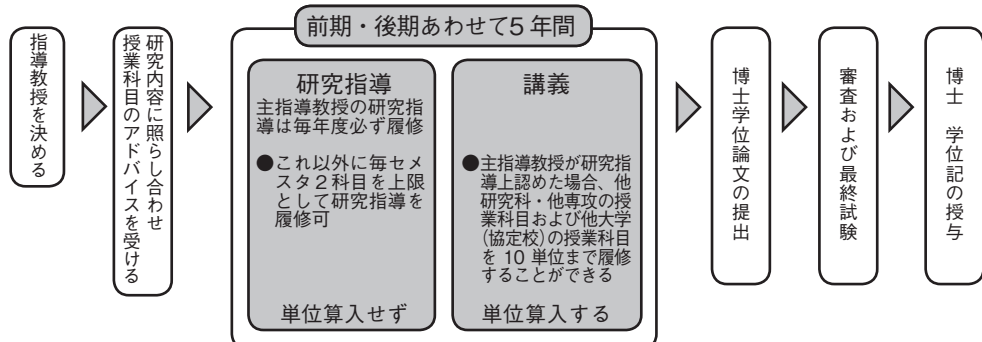 指導教授を決める
研究内容に照らし合わせ
授業科目のアドバイスを受ける
前期・後期あわせて5年間
研究指導
主指導教授の研究指
導は毎年度必ず履修
●これ以外に毎セメ
スタ2科目を上限
として研究指導を
履修可
単位算入せず
講義
●主指導教授が研究指
導上認めた場合、他
研究科・他専攻の授
業科目および他大学
(協定校)の授業科目
を10単位まで履修
することができる
単位算入する
博士学位論文の提出
審査および最終試験
博士 学位記の授与